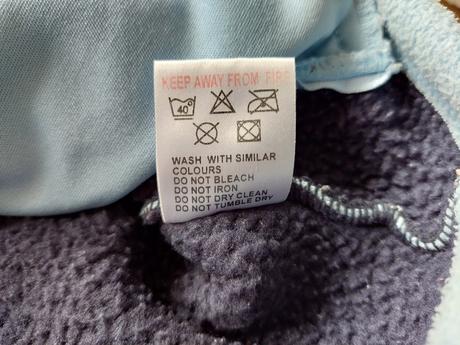 KEEP AWAY FROM FIRE
40°
WASH WITH SIMILAR
COLOURS
DO NOT BLEACH
DO NOT IRON
DO NOT DRY CLEAN
DO NOT TUMBLE DRY